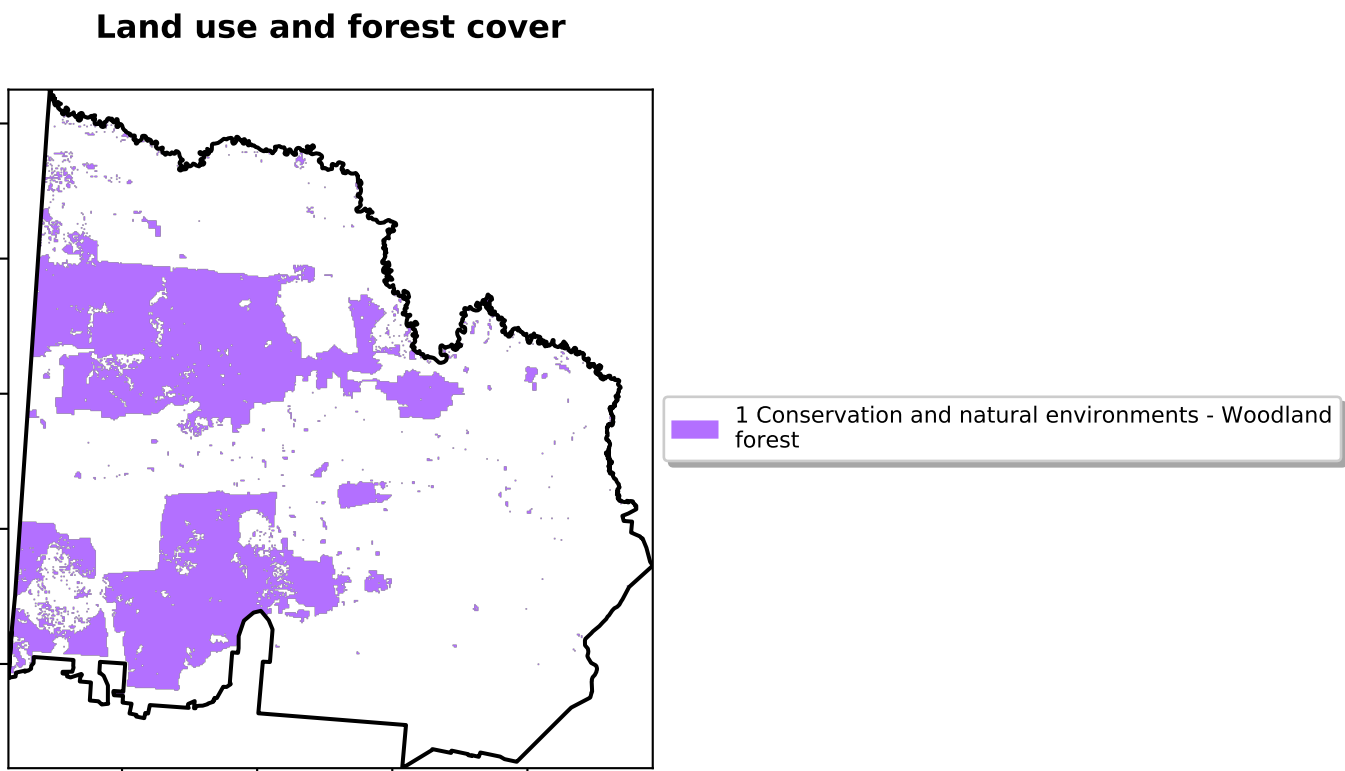 Land use and forest cover
1 Conservation and natural environments - Woodland
forest